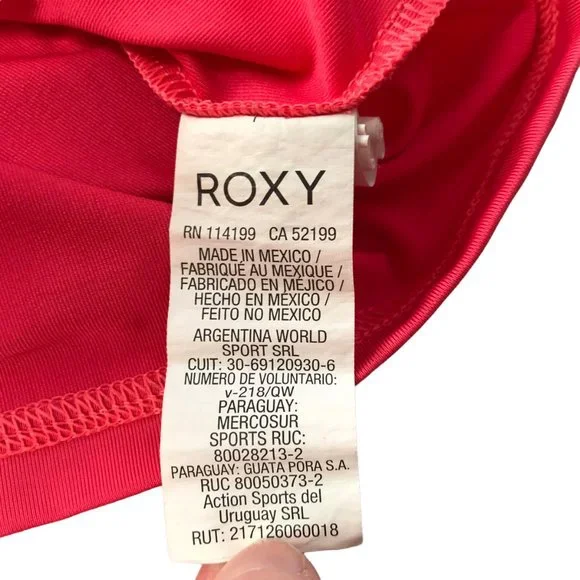 ROXY
RN 114199 CA 52199
MADE IN MEXICO /
FABRIQUÉ AU MEXIQUE /
FABRICADO EN MÉJICO /
HECHO EN MÉXICO /
FEITO NO MÉXICO
ARGENTINA WORLD
SPORT SRL
CUIT: 30-69120930-6
NUMERO DE VOLUNTARIO:
v-218/QW
PARAGUAY:
MERCOSUR
SPORTS RUC:
80028213-2
PARAGUAY: GUATA PORA S.A.
RUC 80050373-2
Action Sports del
Uruguay SRL
RUT: 217126060018